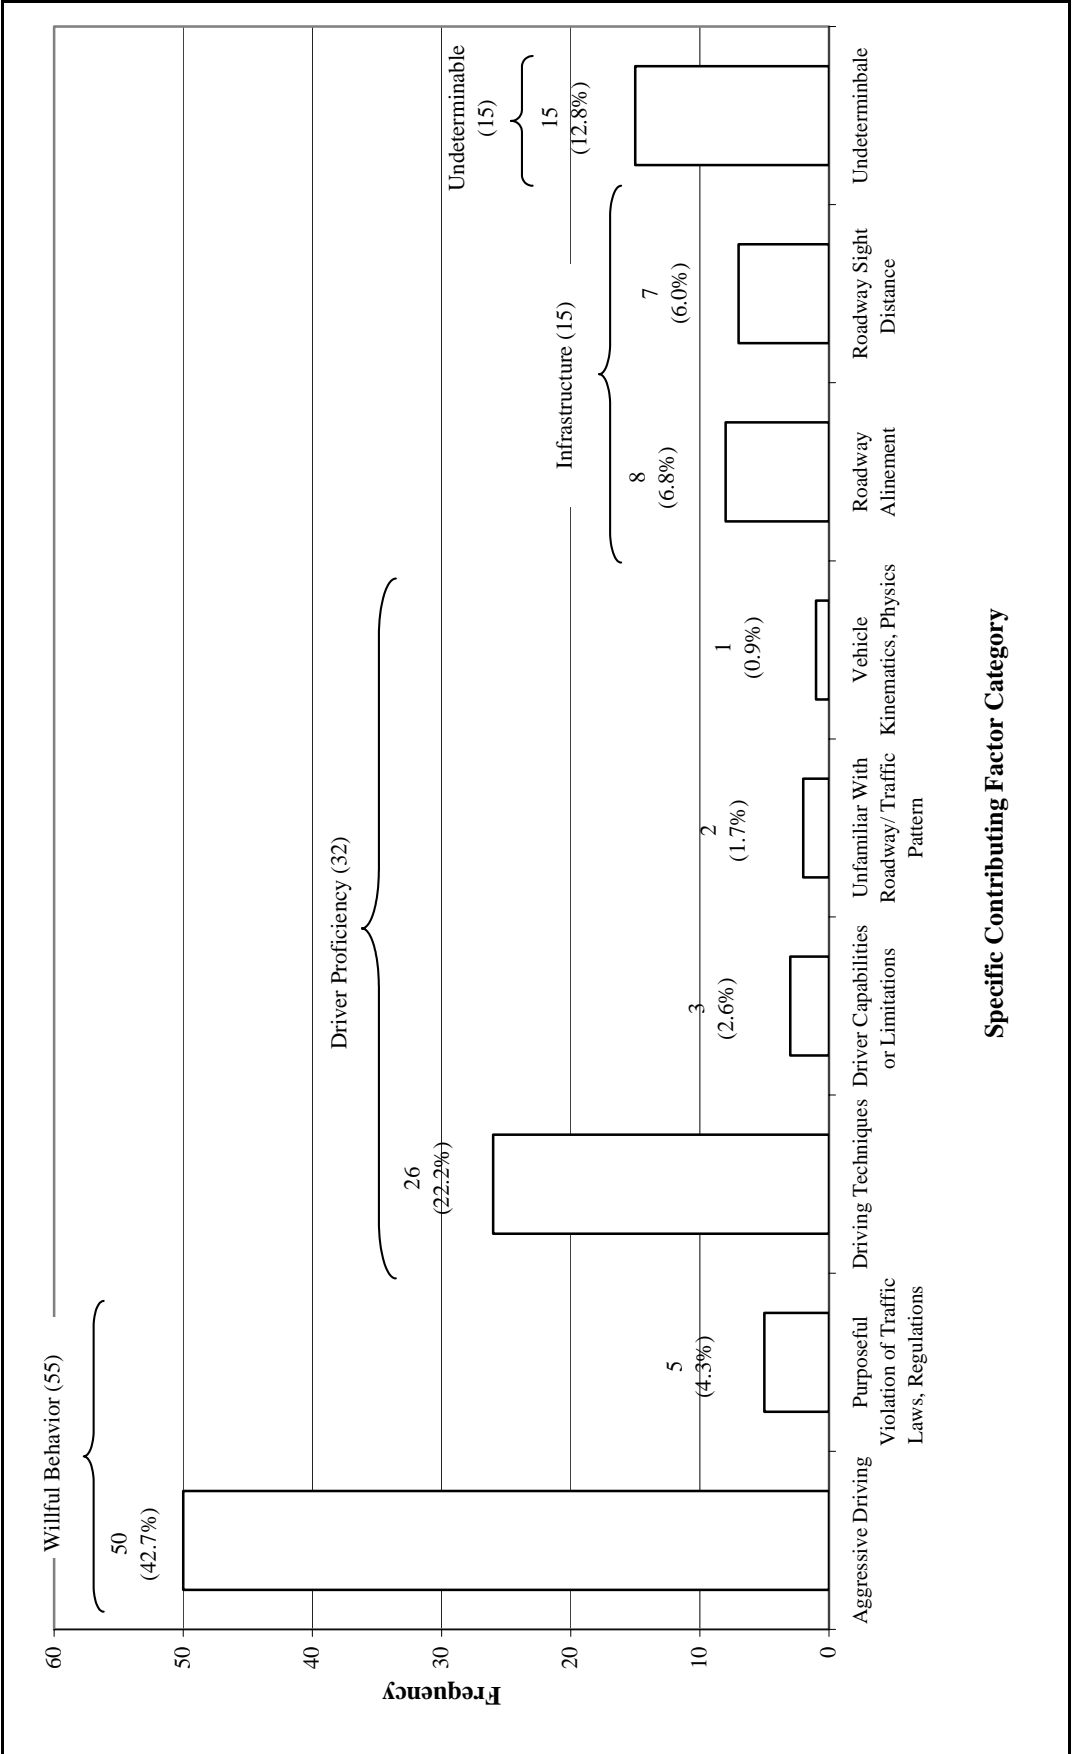 Willful Behavior (55)
50
(42.7%)
5
(4.3%)
Driver Proficiency (32)
26
(22.2%)
3
(2.6%)
2
(1.7%)
1
(0.9%)
Infrastructure (15)
8
(6.8%)
7
(6.0%)
Undeterminable
(15)
15
(12.8%)
60
50
40
30
20
10
0
Frequency
Aggressive Driving
Purposeful
Violation of Traffic
Laws, Regulations
Driving Techniques
Driver Capabilities
or Limitations
Unfamiliar With
Roadway/ Traffic
Pattern
Vehicle
Kinematics, Physics
Roadway
Alinement
Roadway Sight
Distance
Undeterminbale
Specific Contributing Factor Category